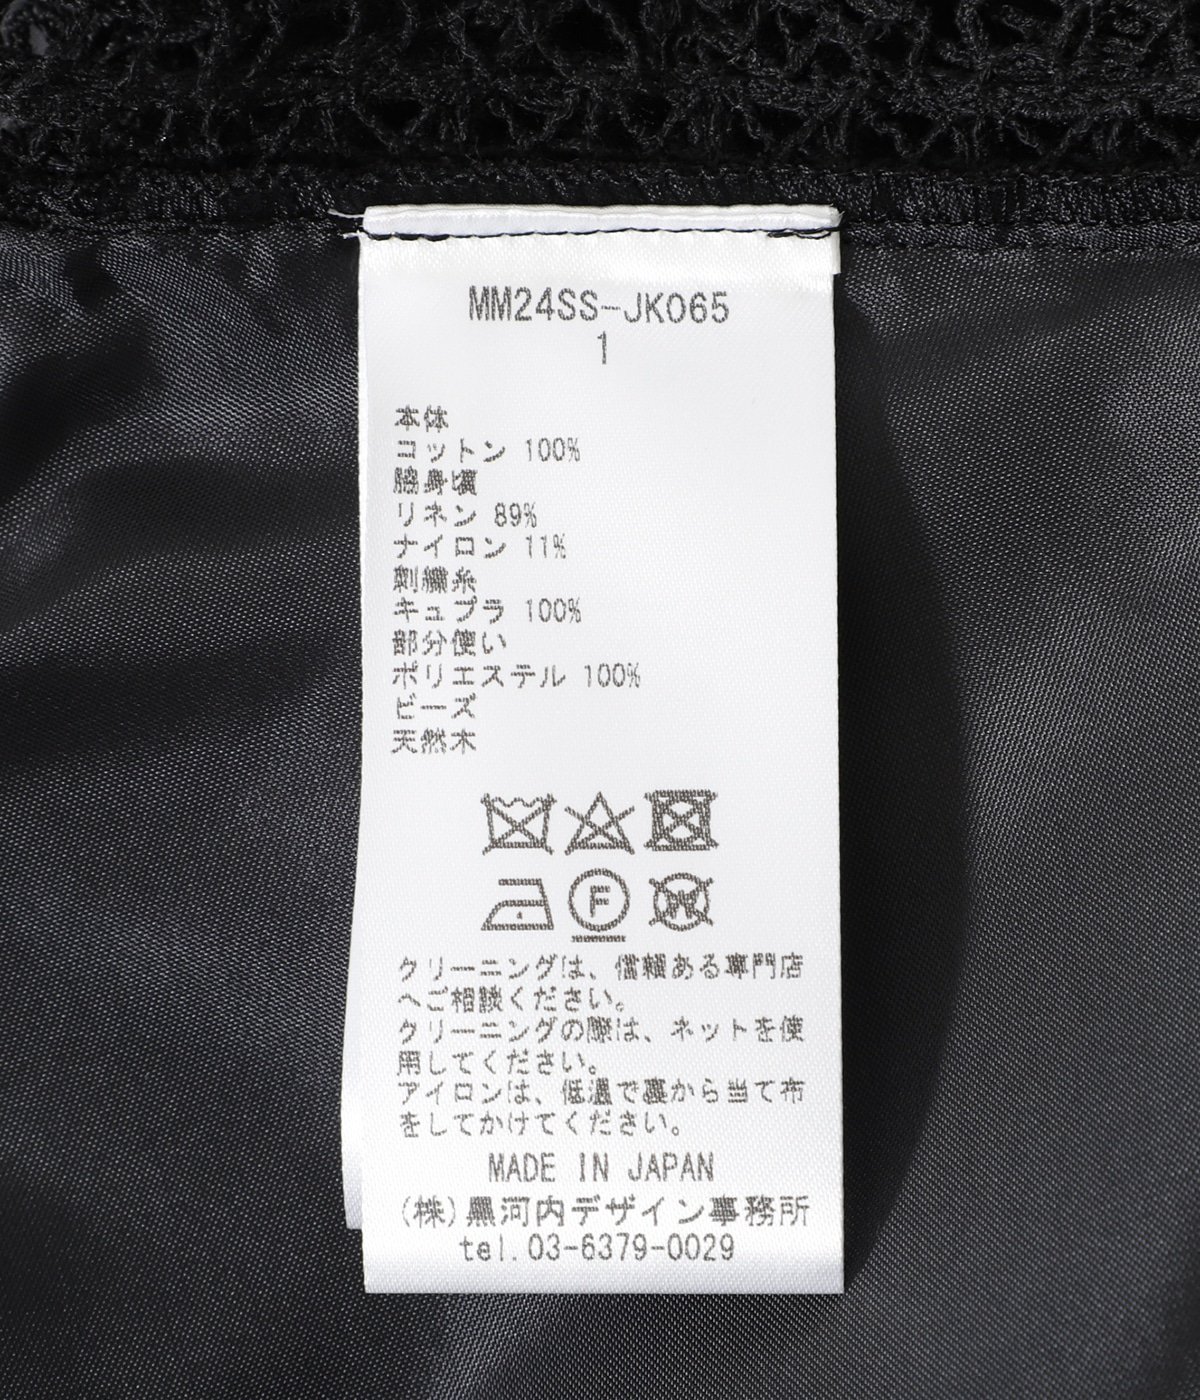 MM24SS-JK065
1
本体
コットン 100%
脇身頃
リネン 89%
ナイロン 11%
刺繍糸
キュプラ 100%
部分使い
ポリエステル 100%
ビーズ
天然木
F
W
クリーニングは、信頼ある専門店
へご相談ください。
クリーニングの際は、ネットを使
用してください。
アイロンは、低温で裏から当て布
をしてかけてください。
MADE IN JAPAN
(株)黒河内デザイン事務所
tel.03-6379-0029